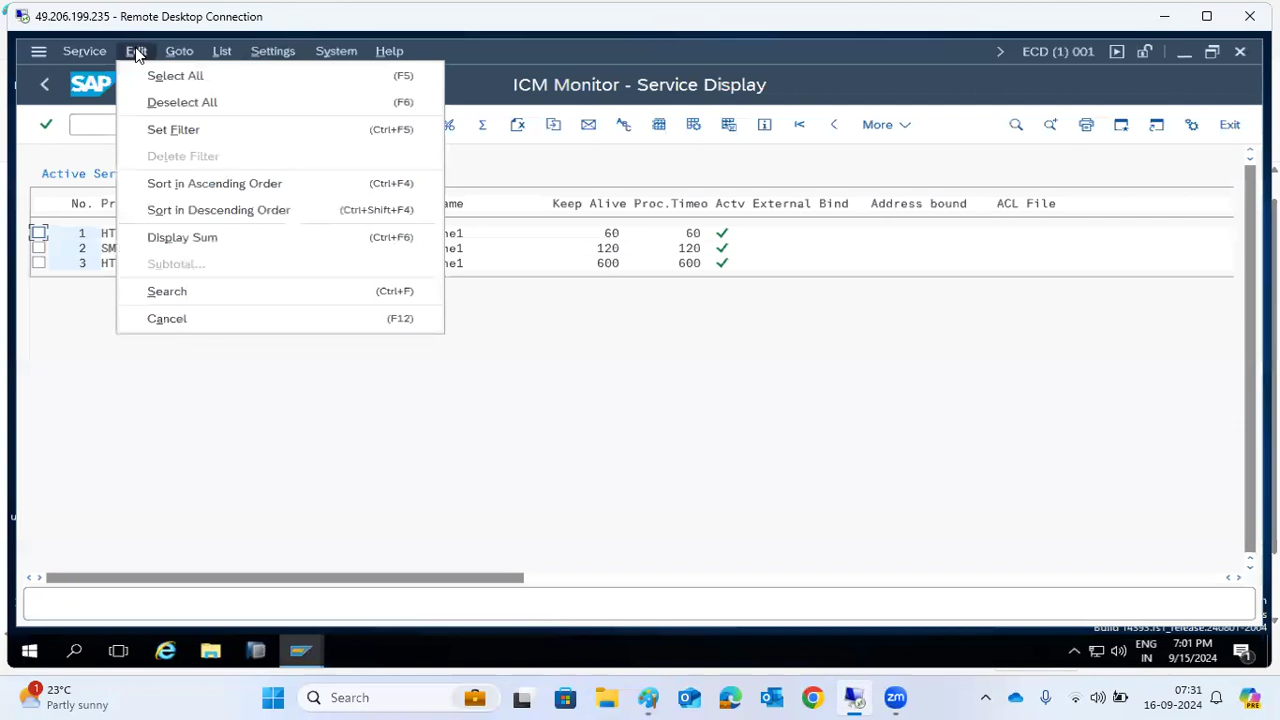 49.206.199.235 - Remote Desktop Connection
Service Edit Goto List Settings System Help ECD (1) 001
SAP ICM Monitor - Service Display
More Exit
Select All (F5)
Deselect All (F6)
Set Filter (Ctrl+F5)
Delete Filter
Sort in Ascending Order (Ctrl+F4)
Sort in Descending Order (Ctrl+Shift+F4)
Display Sum (Ctrl+F6)
Subtotal...
Search (Ctrl+F)
Cancel (F12)
Active Ser
No. Pr me Keep Alive Proc.Timeo Actv External Bind Address bound ACL File
1 HT ne1 60 60
2 SM ne1 120 120
3 HT ne1 600 600
ENG
IN
7:01 PM
9/15/2024
1
1
23°C
Partly sunny
Search
07:31
16-09-2024
PRE